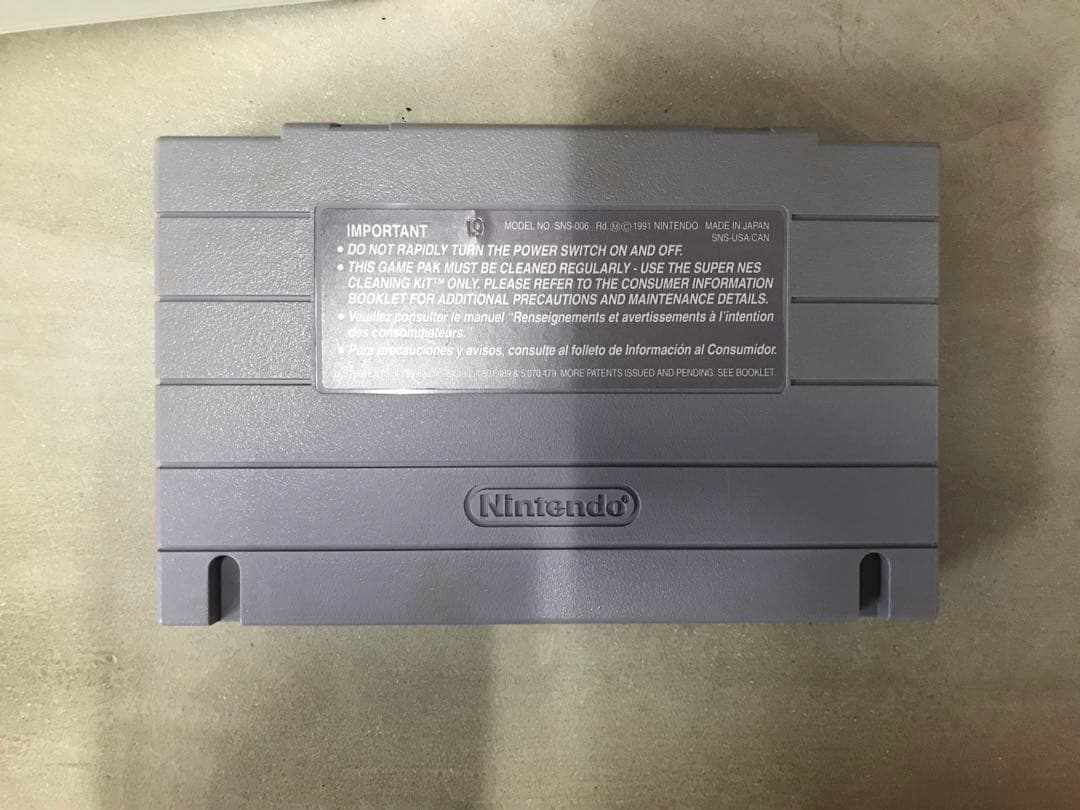 IMPORTANT 19 MODEL NO. SNS-006 Rd. Ⓜ © 1991 NINTENDO MADE IN JAPAN
SNS-USA/CAN
• DO NOT RAPIDLY TURN THE POWER SWITCH ON AND OFF.
• THIS GAME PAK MUST BE CLEANED REGULARLY - USE THE SUPER NES
CLEANING KIT™ ONLY. PLEASE REFER TO THE CONSUMER INFORMATION
BOOKLET FOR ADDITIONAL PRECAUTIONS AND MAINTENANCE DETAILS.
• Veuillez consulter le manuel "Renseignements et avertissements à l'intention
des consommateurs."
• Para precauciones y avisos, consulte al folleto de Información al Consumidor.
& 5,070,479. MORE PATENTS ISSUED AND PENDING. SEE BOOKLET.
Nintendo®